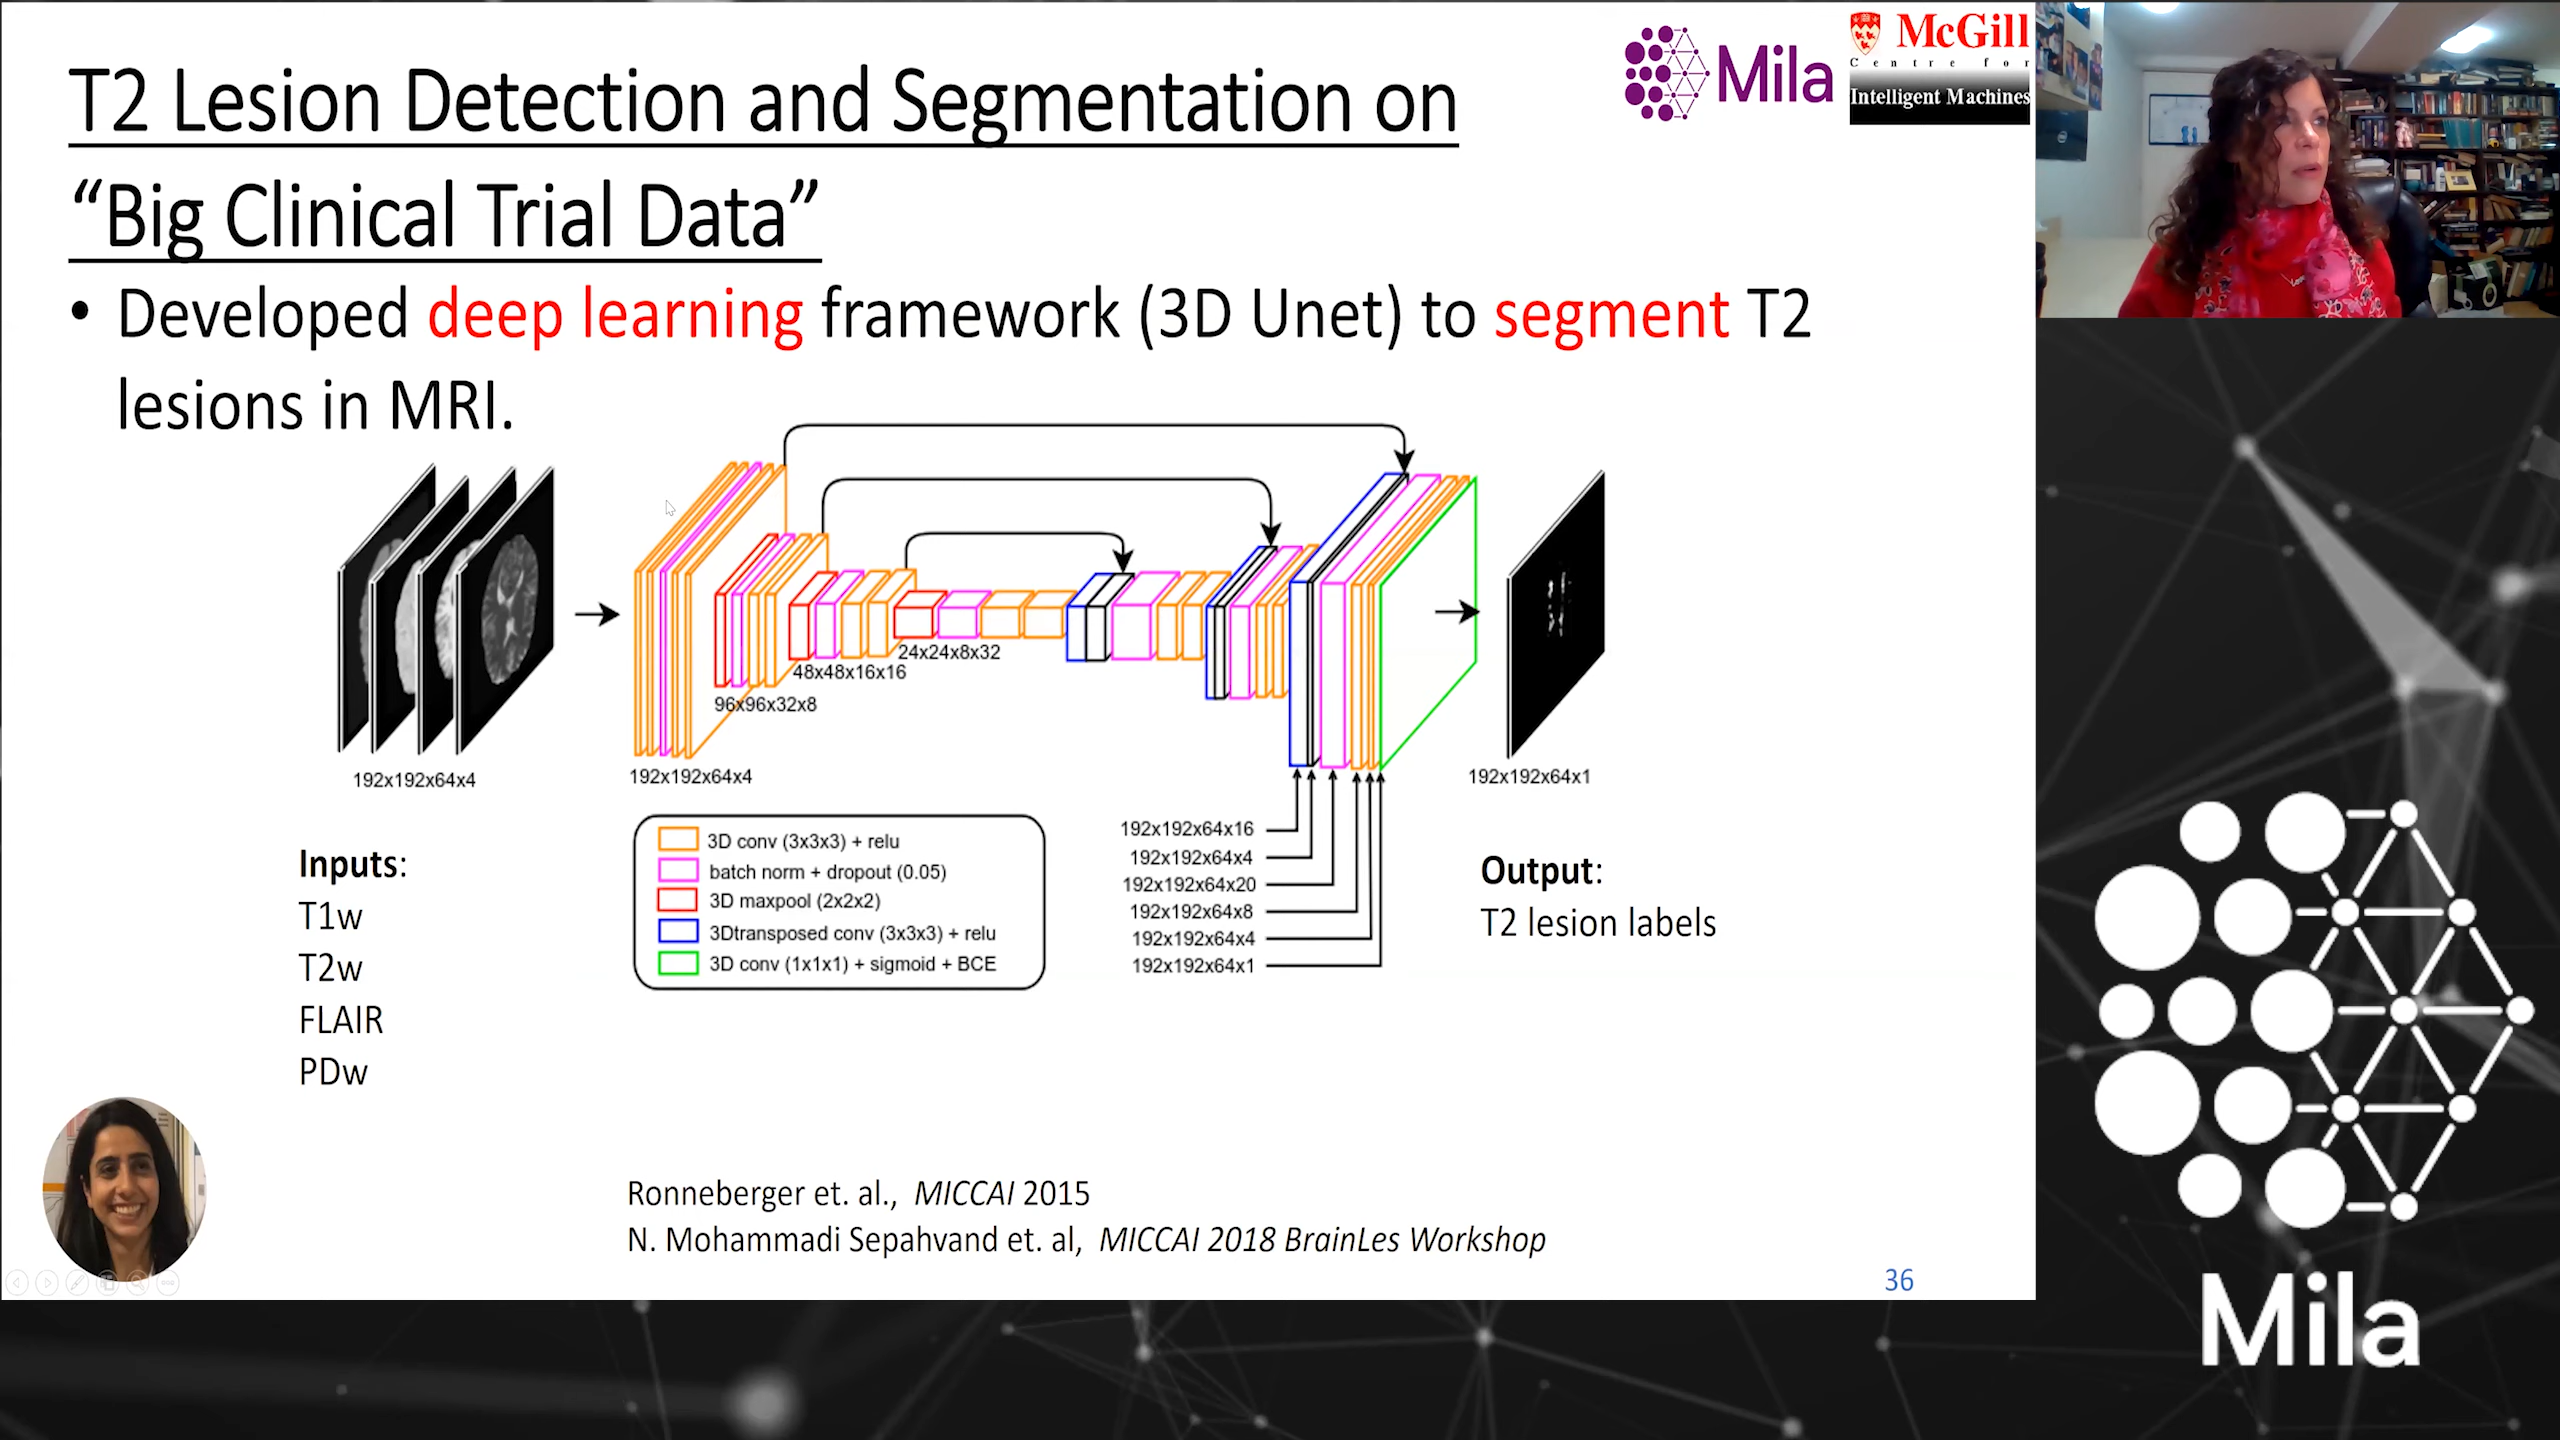 T2 Lesion Detection and Segmentation on
“Big Clinical Trial Data”
Mila
McGill
Centre for
Intelligent Machines
• Developed deep learning framework (3D Unet) to segment T2
lesions in MRI.
192x192x64x4
192x192x64x4
96x96x32x8
48x48x16x16
24x24x8x32
192x192x64x1
3D conv (3x3x3) + relu
batch norm + dropout (0.05)
3D maxpool (2x2x2)
3Dtransposed conv (3x3x3) + relu
3D conv (1x1x1) + sigmoid + BCE
192x192x64x16
192x192x64x4
192x192x64x20
192x192x64x8
192x192x64x4
192x192x64x1
Inputs:
T1w
T2w
FLAIR
PDw
Output:
T2 lesion labels
Ronneberger et. al., MICCAI 2015
N. Mohammadi Sepahvand et. al, MICCAI 2018 BrainLes Workshop
36
Mila